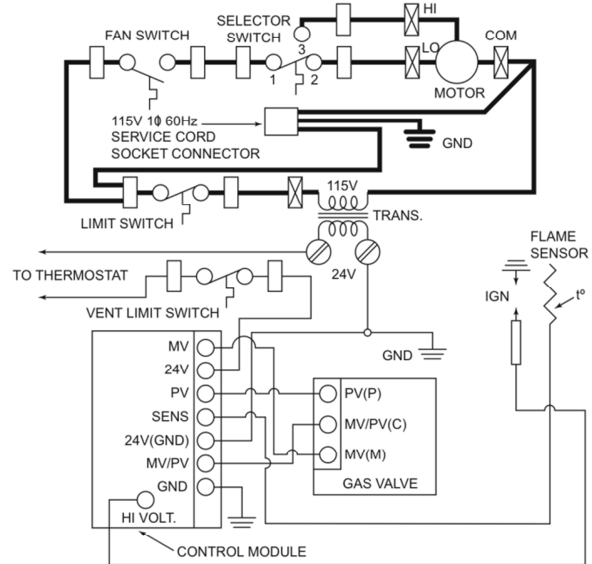 HI
SELECTOR
SWITCH
FAN SWITCH
3
LO
COM
1
2
MOTOR
115V 1ϕ 60Hz
SERVICE CORD
SOCKET CONNECTOR
GND
115V
LIMIT SWITCH
TRANS.
FLAME
SENSOR
TO THERMOSTAT
24V
IGN
t°
VENT LIMIT SWITCH
GND
MV
24V
PV
SENS
24V(GND)
MV/PV
GND
HI VOLT.
PV(P)
MV/PV(C)
MV(M)
GAS VALVE
CONTROL MODULE